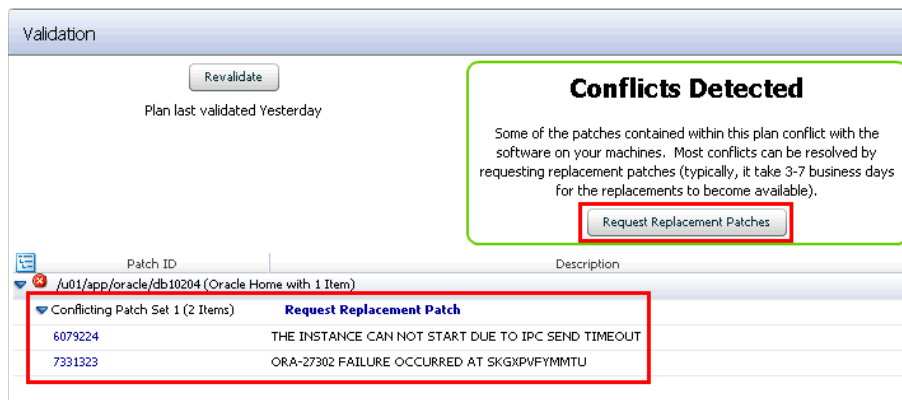 Validation
Revalidate
Plan last validated Yesterday
Conflicts Detected
Some of the patches contained within this plan conflict with the
software on your machines. Most conflicts can be resolved by
requesting replacement patches (typically, it take 3-7 business days
for the replacements to become available).
Request Replacement Patches
Patch ID Description
/u01/app/oracle/db10204 (Oracle Home with 1 Item)
Conflicting Patch Set 1 (2 Items) Request Replacement Patch
6079224 THE INSTANCE CAN NOT START DUE TO IPC SEND TIMEOUT
7331323 ORA-27302 FAILURE OCCURRED AT SKGXPVFYMMTU